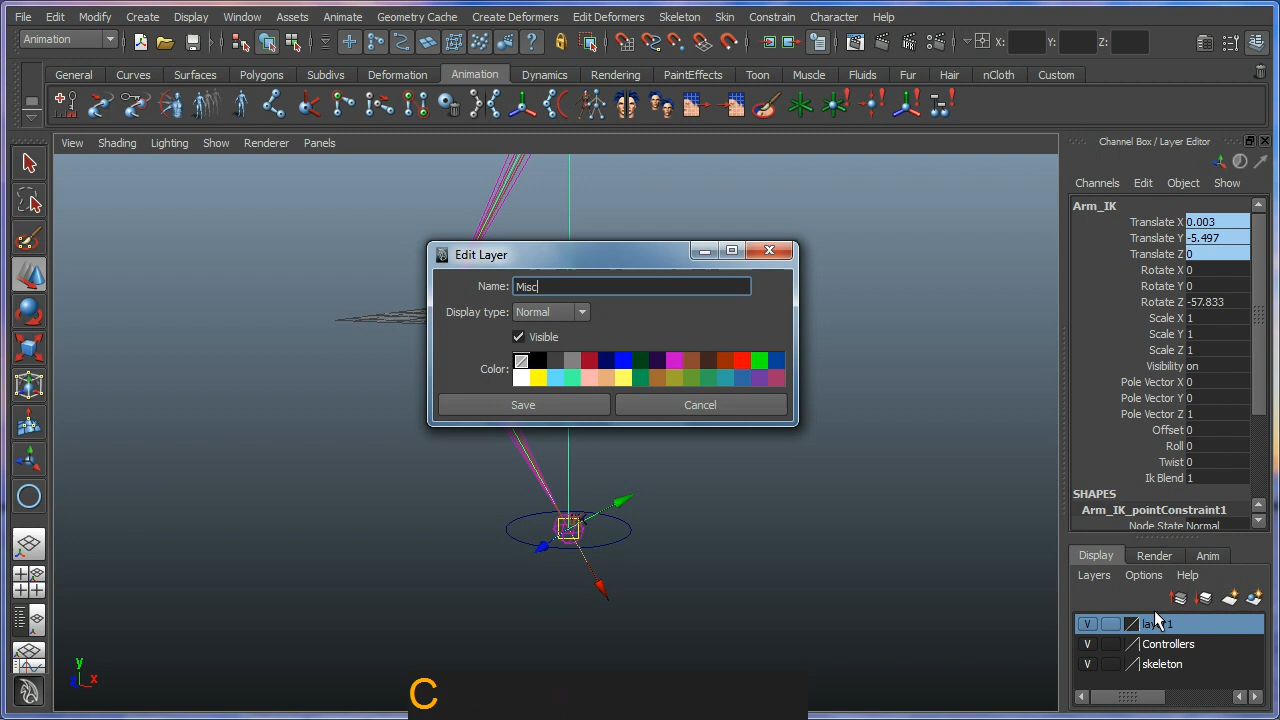 File Edit Modify Create Display Window Assets Animate Geometry Cache Create Deformers Edit Deformers Skeleton Skin Constrain Character Help
Animation X: Y: Z:
General Curves Surfaces Polygons Subdivs Deformation Animation Dynamics Rendering PaintEffects Toon Muscle Fluids Fur Hair nCloth Custom
View Shading Lighting Show Renderer Panels
Channel Box / Layer Editor
Channels Edit Object Show
Arm_IK
Translate X 0.003
Translate Y -5.497
Translate Z 0
Rotate X 0
Rotate Y 0
Rotate Z -57.833
Scale X 1
Scale Y 1
Scale Z 1
Visibility on
Pole Vector X 0
Pole Vector Y 0
Pole Vector Z 1
Offset 0
Roll 0
Twist 0
Ik Blend 1
SHAPES
Arm_IK_pointConstraint1
Node State Normal
Edit Layer
Name: Misc
Display type: Normal
Visible
Color:
Save Cancel
Display Render Anim
Layers Options Help
V layer1
V Controllers
V skeleton
y
z x
C